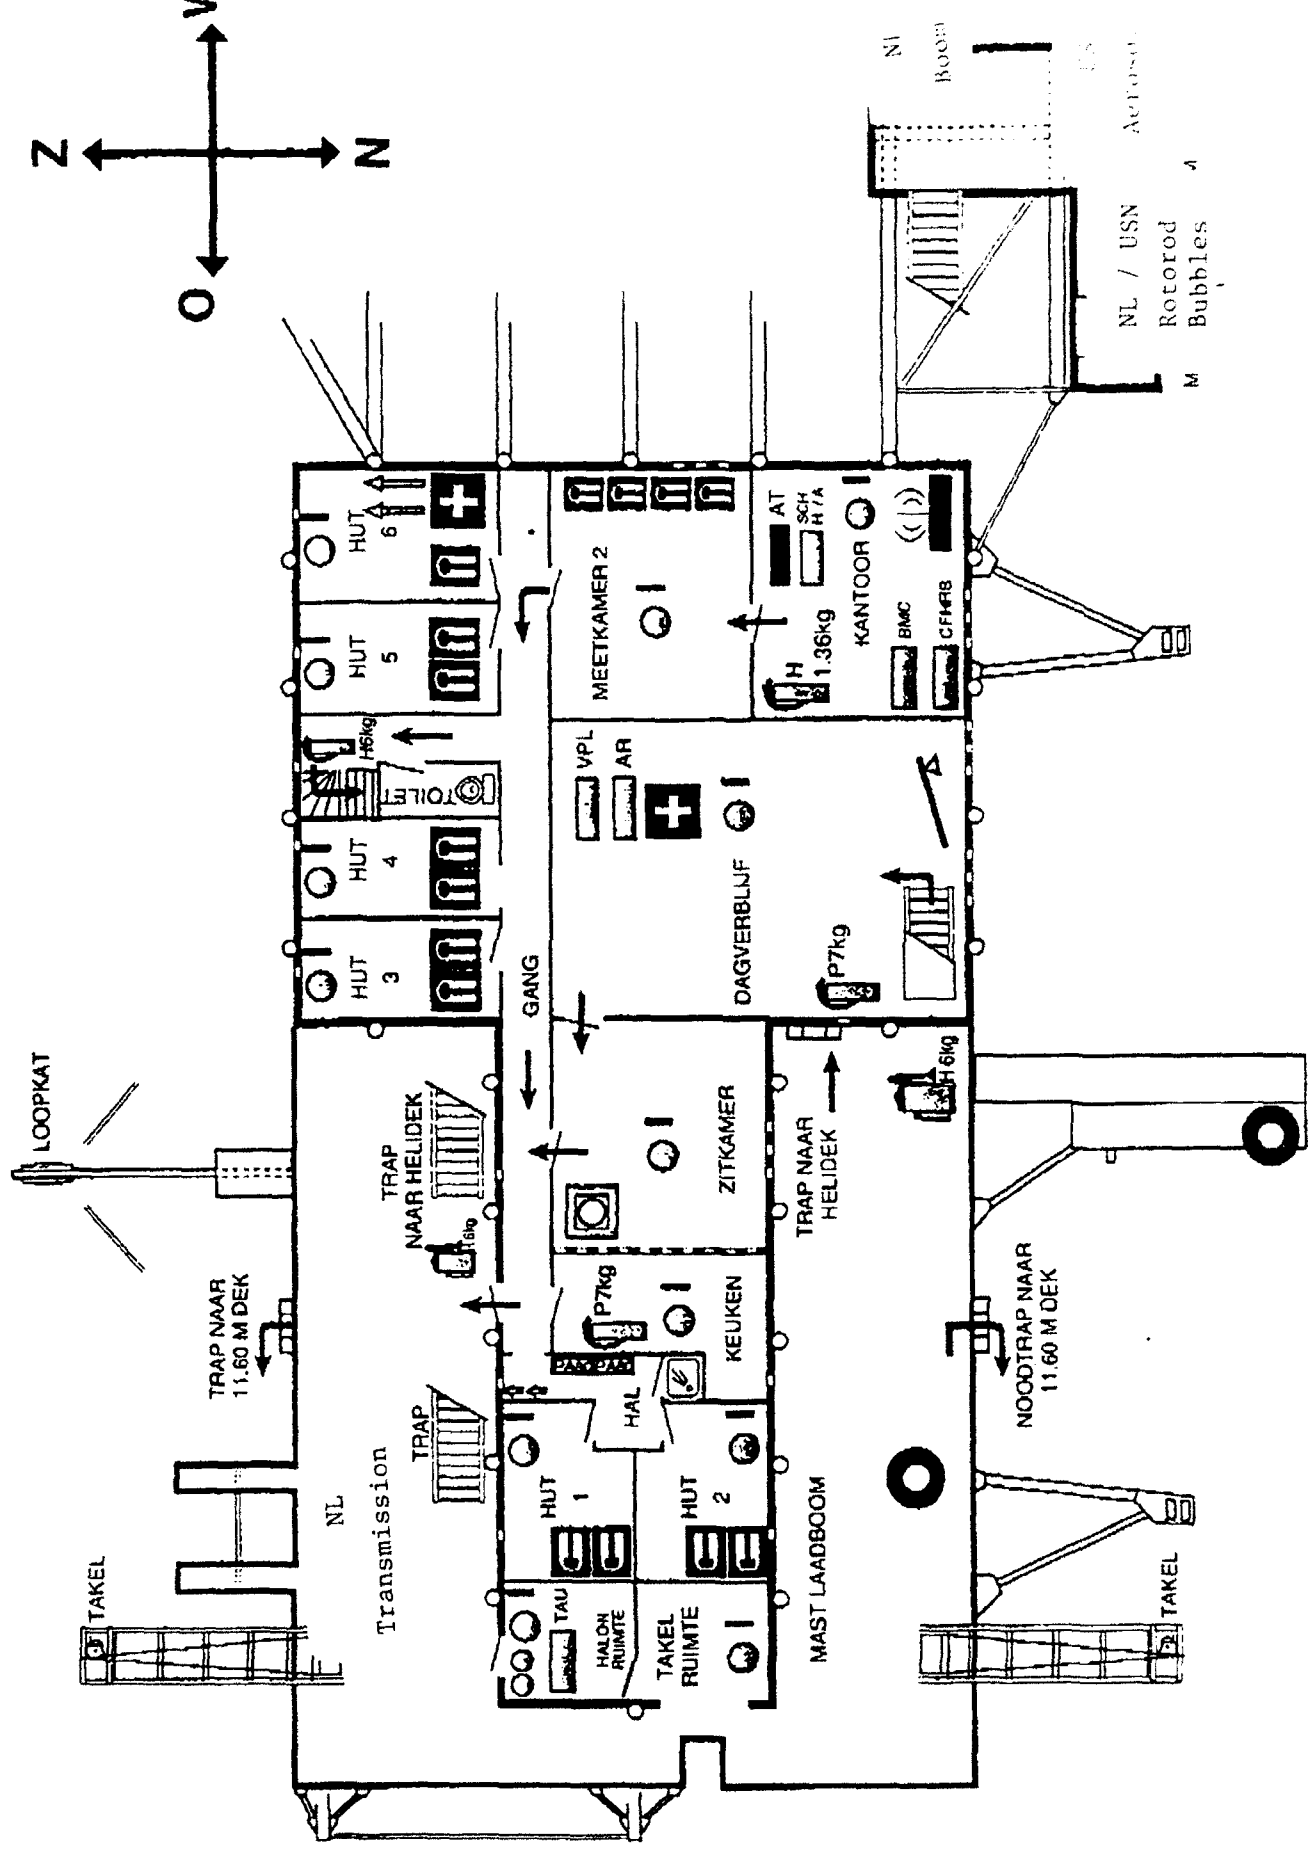 Z
N
O
LOOPKAT
TAKEL
TRAP NAAR
11.60 M DEK
NL
Transmission
TRAP
TRAP
NAAR HELIDEK
6kg
HUT
1
HUT
2
HAL
TAU
HALON
RUIMTE
TAKEL
RUIMTE
KEUKEN
P7kg
ZITKAMER
GANG
HUT
3
HUT
4
TOILET
H6kg
HUT
5
HUT
6
DAGVERBLIJF
P7kg
VPL
AR
MEETKAMER 2
KANTOOR
AT
SCH
H / A
H
1.36kg
BMC
CFHRS
TRAP NAAR
HELIDEK
H 6kg
MAST LAADBOOM
NOODTRAP NAAR
11.60 M DEK
TAKEL
Boom
NL / USN
Rotorod
Bubbles
M